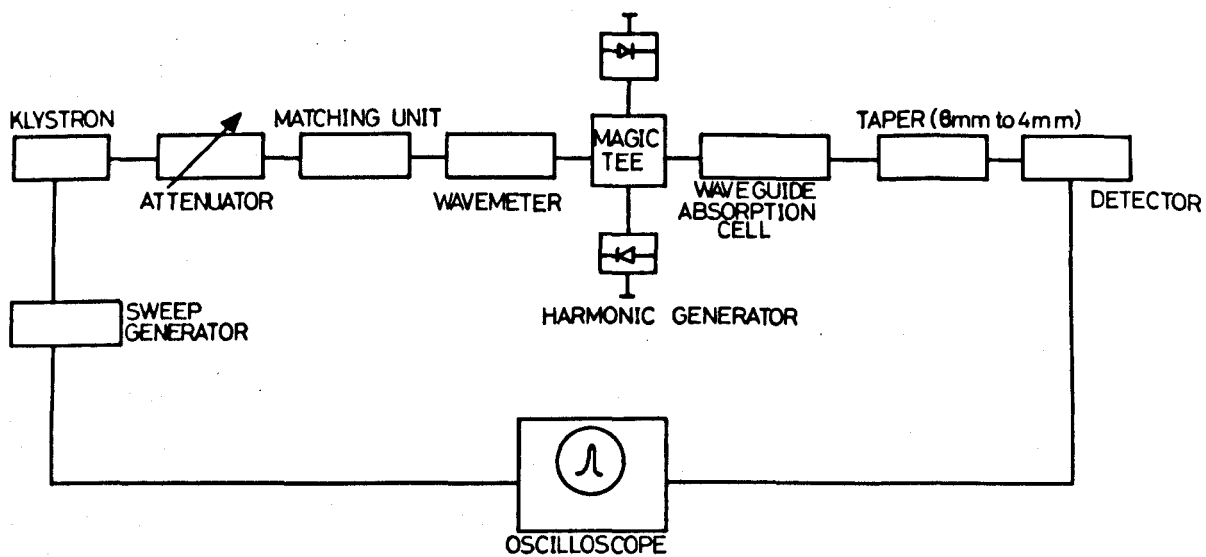 KLYSTRON
MATCHING UNIT
TAPER (8mm to 4mm)
MAGIC
TEE
ATTENUATOR
WAVEMETER
WAVEGUIDE
ABSORPTION
CELL
DETECTOR
SWEEP
GENERATOR
HARMONIC GENERATOR
OSCILLOSCOPE